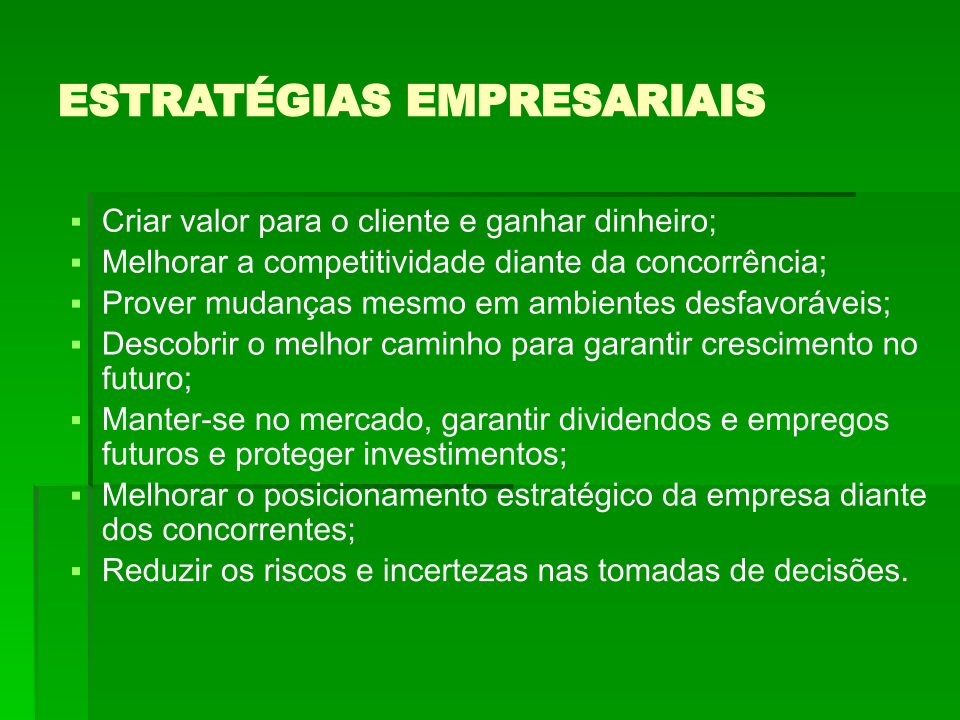 ESTRATÉGIAS EMPRESARIAIS
▪ Criar valor para o cliente e ganhar dinheiro;
▪ Melhorar a competitividade diante da concorrência;
▪ Prover mudanças mesmo em ambientes desfavoráveis;
▪ Descobrir o melhor caminho para garantir crescimento no
futuro;
▪ Manter-se no mercado, garantir dividendos e empregos
futuros e proteger investimentos;
▪ Melhorar o posicionamento estratégico da empresa diante
dos concorrentes;
▪ Reduzir os riscos e incertezas nas tomadas de decisões.